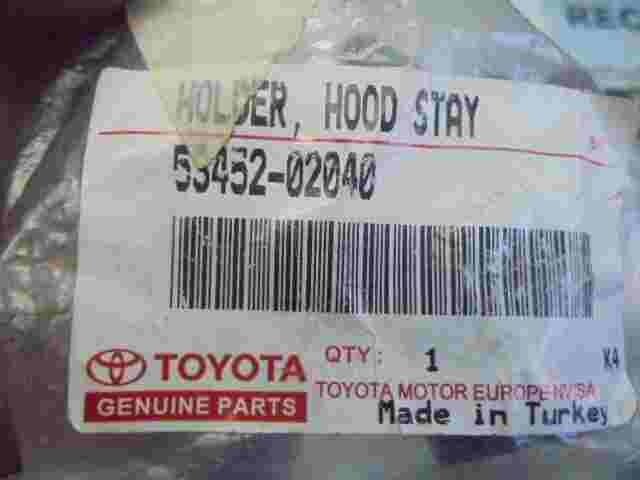 REC
HOLDER, HOOD STAY
53452-02040
TOYOTA
GENUINE PARTS
QTY: 1
K4
TOYOTA MOTOR EUROPE NV/SA
Made in Turkey